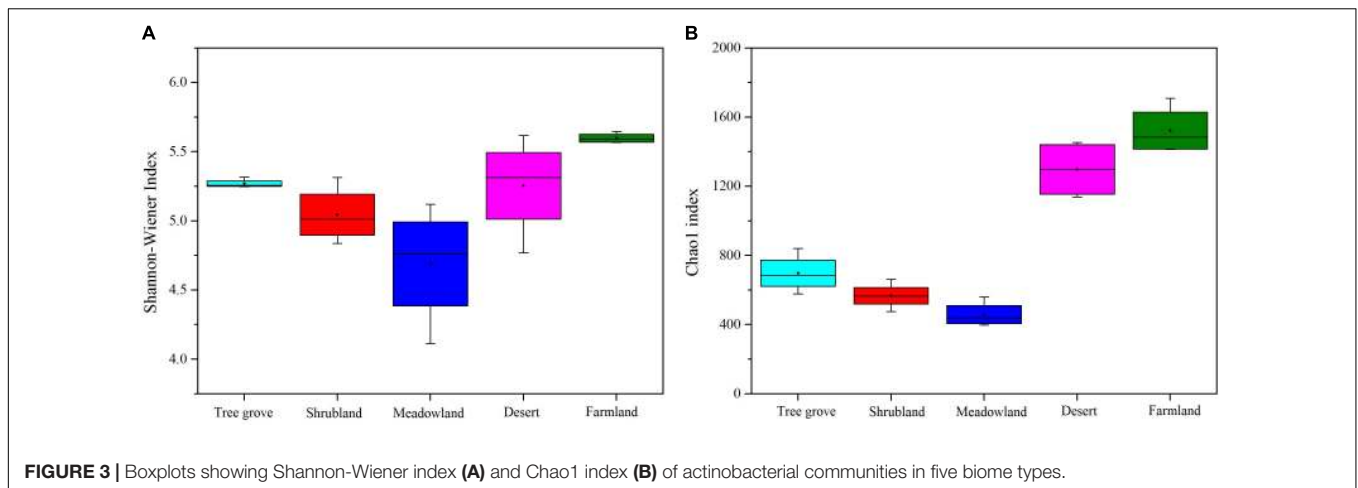 A
Shannon-Wiener Index
6.0
5.5
5.0
4.5
4.0
Tree grove Shrubland Meadowland Desert Farmland
B
Chao1 index
2000
1600
1200
800
400
0
Tree grove Shrubland Meadowland Desert Farmland
FIGURE 3 | Boxplots showing Shannon-Wiener index (A) and Chao1 index (B) of actinobacterial communities in five biome types.